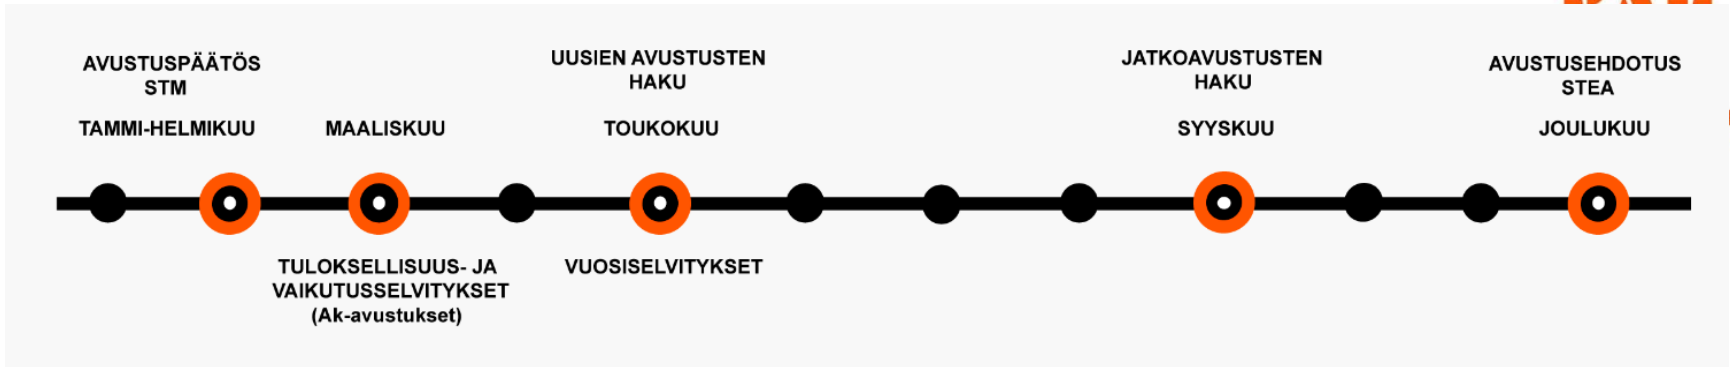 AVUSTUSPÄÄTÖS
STM
TAMMI-HELMIKUU
MAALISKUU
TULOKSELLISUUS- JA
VAIKUTUSSELVITYKSET
(Ak-avustukset)
UUSIEN AVUSTUSTEN
HAKU
TOUKOKUU
VUOSISELVITYKSET
JATKOAVUSTUSTEN
HAKU
SYYSKUU
AVUSTUSEHDOTUS
STEA
JOULUKUU